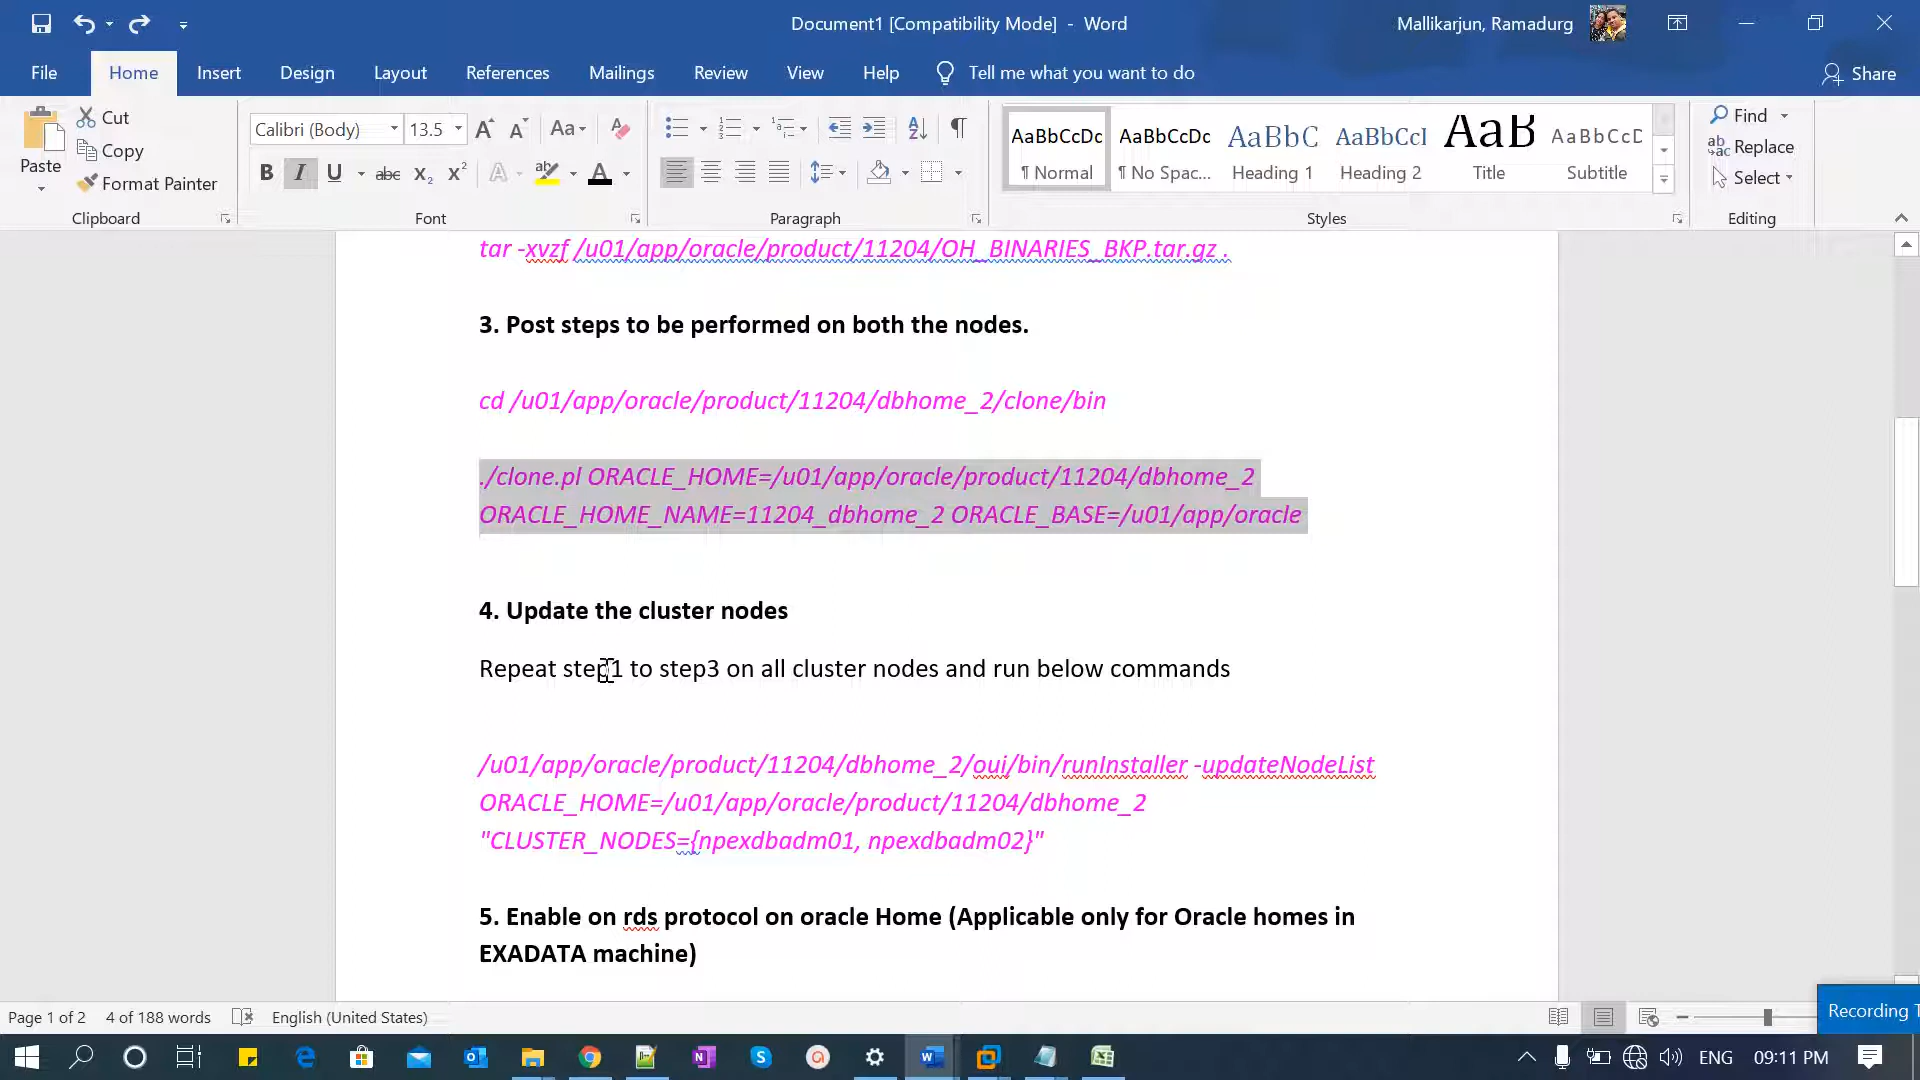 Document1 [Compatibility Mode] - Word
Mallikarjun, Ramadurg
File Home Insert Design Layout References Mailings Review View Help Tell me what you want to do Share
Paste
Cut
Copy
Format Painter
Clipboard
Calibri (Body) 13.5
Font
Paragraph
AaBbCcDc AaBbCcDc AaBbC AaBbCcI AaB AaBbCcD
¶ Normal ¶ No Spac... Heading 1 Heading 2 Title Subtitle
Styles
Find
Replace
Select
Editing
tar -xvzf /u01/app/oracle/product/11204/OH_BINARIES_BKP.tar.gz .
3. Post steps to be performed on both the nodes.
cd /u01/app/oracle/product/11204/dbhome_2/clone/bin
./clone.pl ORACLE_HOME=/u01/app/oracle/product/11204/dbhome_2
ORACLE_HOME_NAME=11204_dbhome_2 ORACLE_BASE=/u01/app/oracle
4. Update the cluster nodes
Repeat step1 to step3 on all cluster nodes and run below commands
/u01/app/oracle/product/11204/dbhome_2/oui/bin/runInstaller -updateNodeList
ORACLE_HOME=/u01/app/oracle/product/11204/dbhome_2
"CLUSTER_NODES={npexdbadm01, npexdbadm02}"
5. Enable on rds protocol on oracle Home (Applicable only for Oracle homes in
EXADATA machine)
Page 1 of 2 4 of 188 words English (United States)
Recording T
ENG 09:11 PM